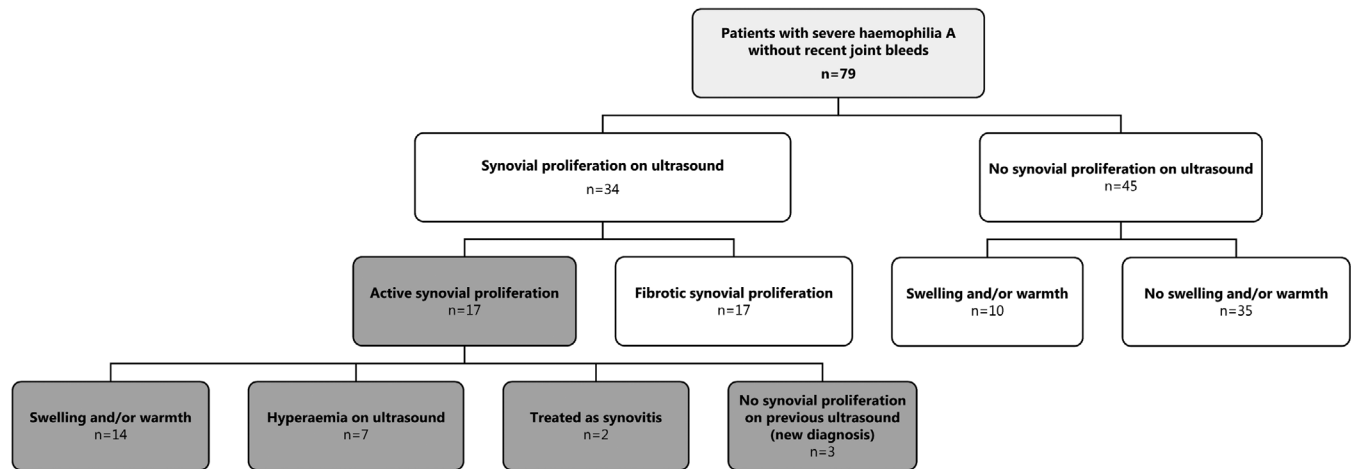 Patients with severe haemophilia A
without recent joint bleeds
n=79
Synovial proliferation on ultrasound
n=34
No synovial proliferation on ultrasound
n=45
Active synovial proliferation
n=17
Fibrotic synovial proliferation
n=17
Swelling and/or warmth
n=10
No swelling and/or warmth
n=35
Swelling and/or warmth
n=14
Hyperaemia on ultrasound
n=7
Treated as synovitis
n=2
No synovial proliferation
on previous ultrasound
(new diagnosis)
n=3